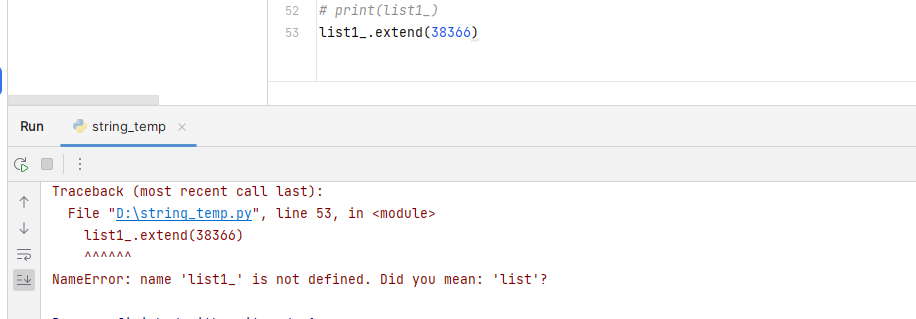 52 # print(list1_)
53 list1_.extend(38366)
Run string_temp ×
Traceback (most recent call last):
File "D:\string_temp.py", line 53, in <module>
list1_.extend(38366)
^^^^^^
NameError: name 'list1_' is not defined. Did you mean: 'list'?